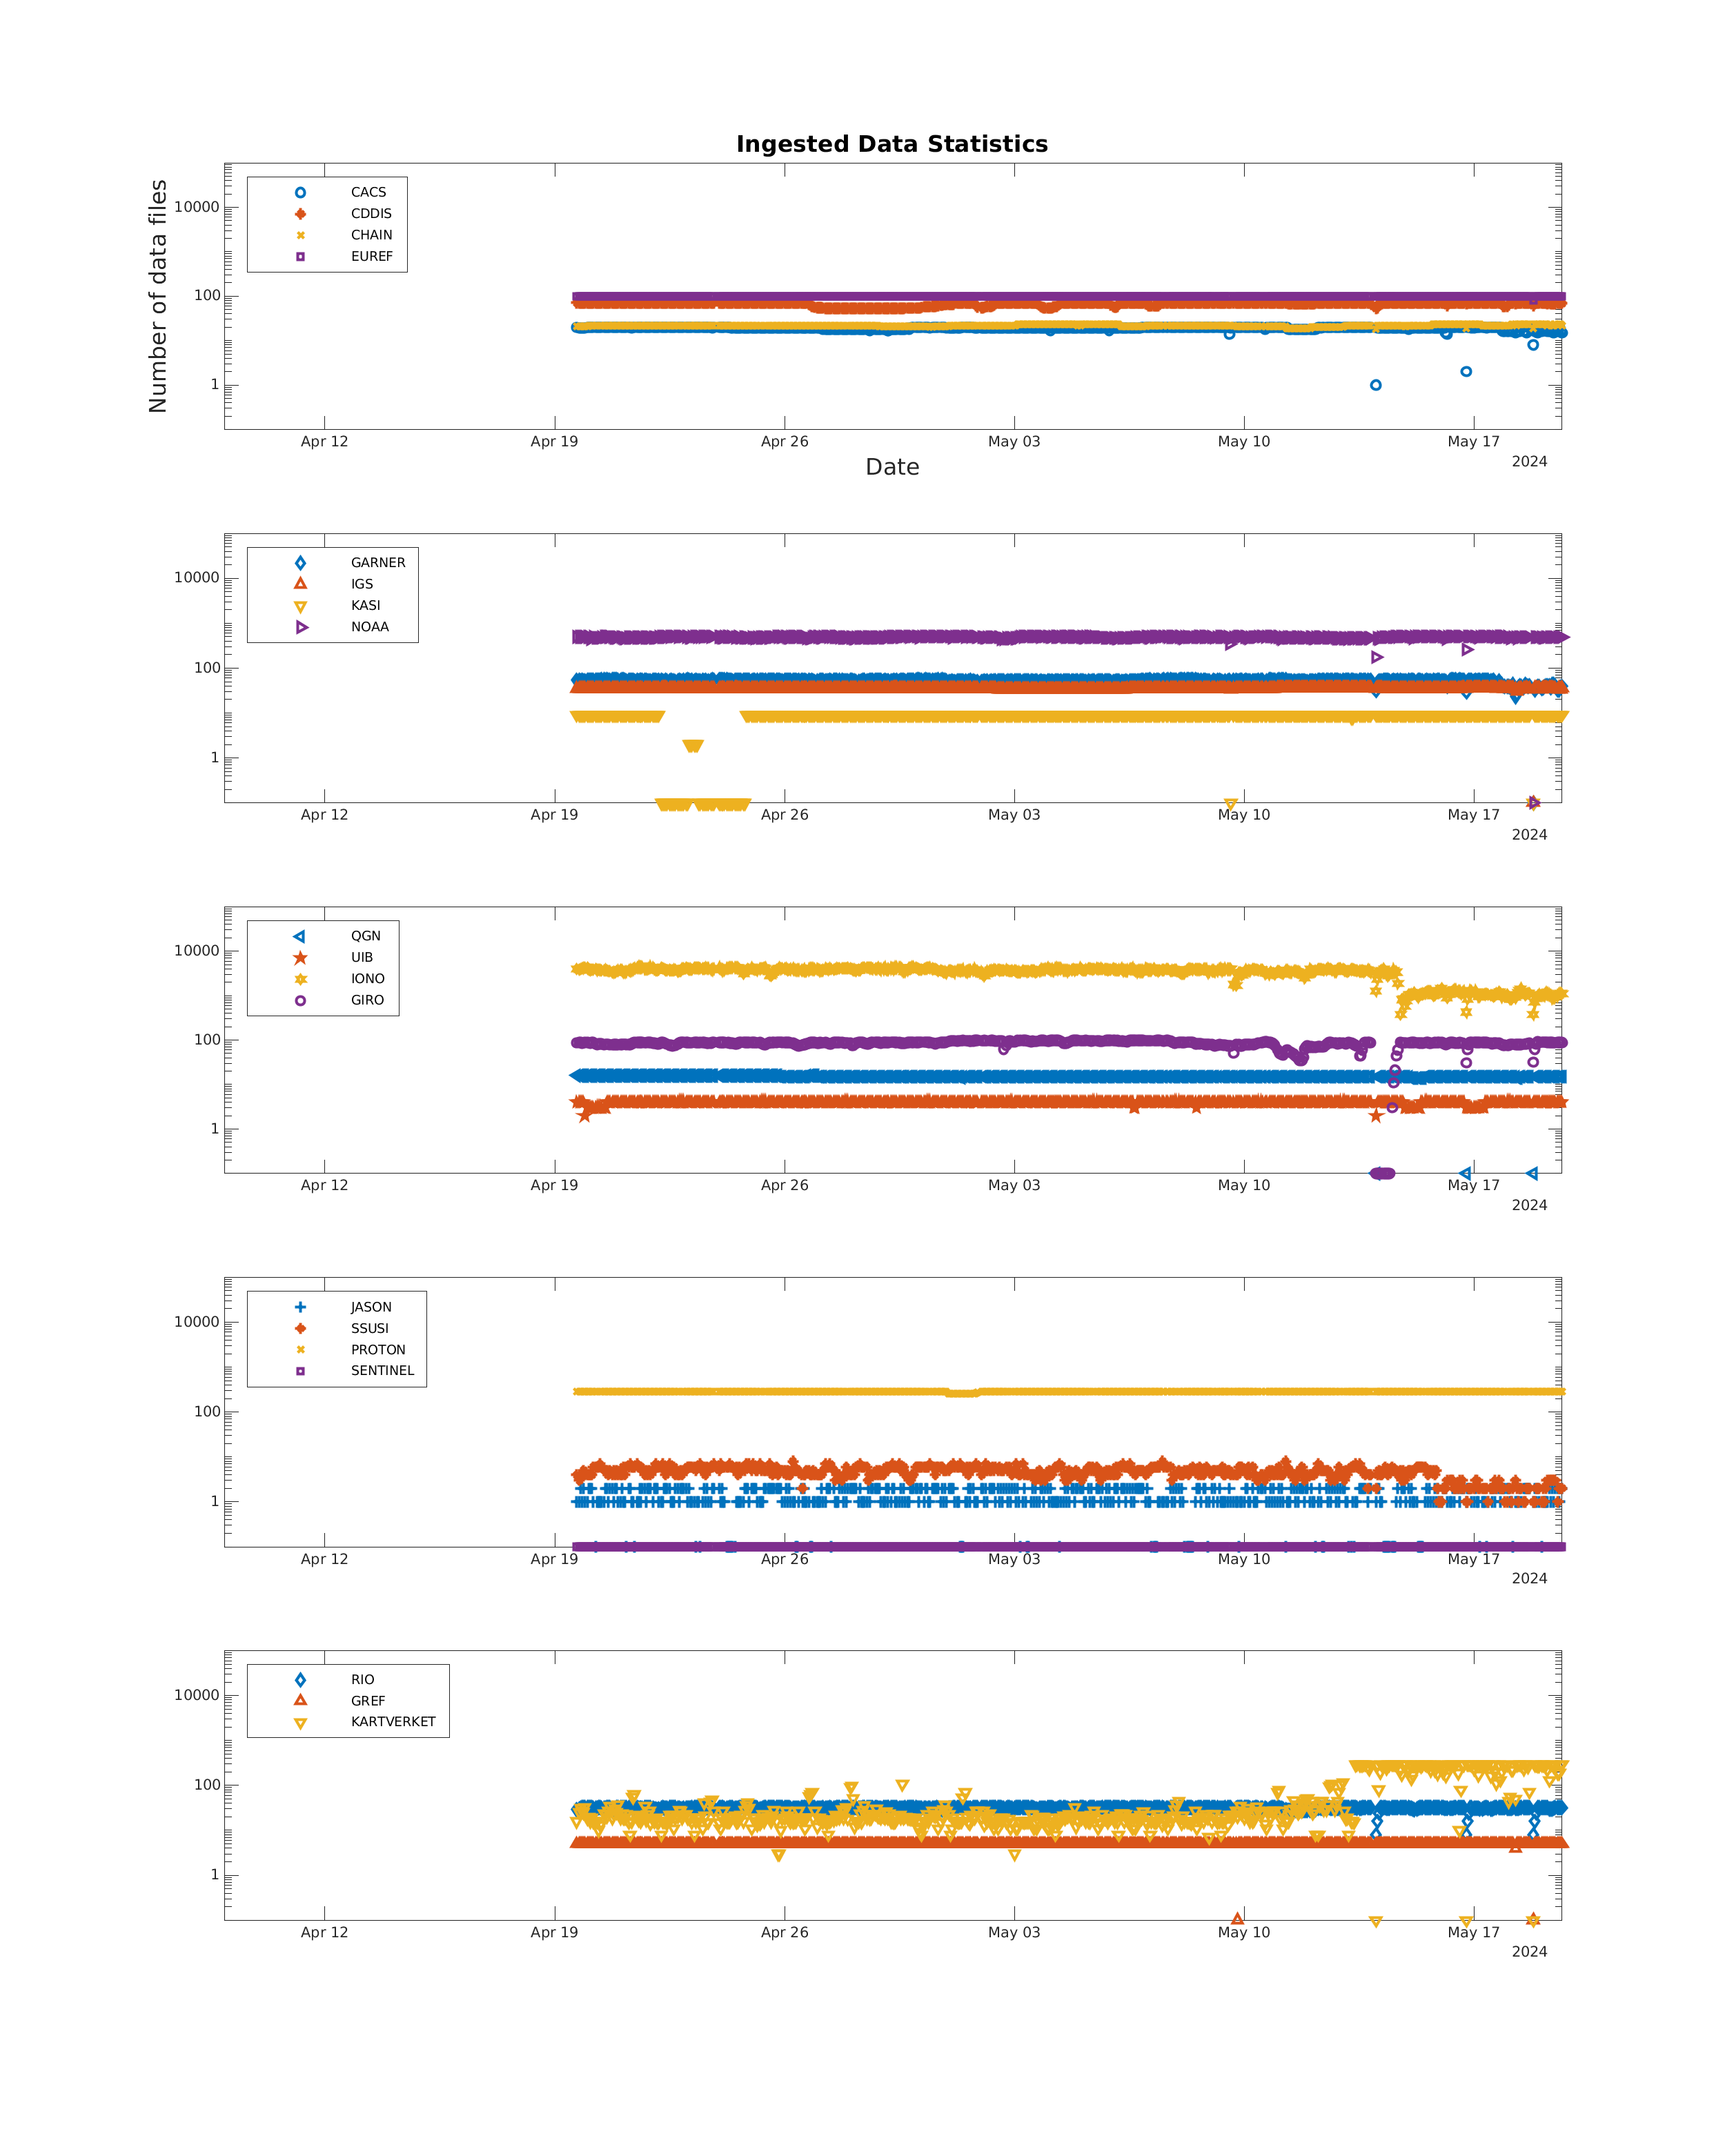 Ingested Data Statistics
Number of data files
CACS
CDDIS
CHAIN
EUREF
10000
100
1
Apr 12 Apr 19 Apr 26 May 03 May 10 May 17
2024
Date
GARNER
IGS
KASI
NOAA
10000
100
1
Apr 12 Apr 19 Apr 26 May 03 May 10 May 17
2024
QGN
UIB
IONO
GIRO
10000
100
1
Apr 12 Apr 19 Apr 26 May 03 May 10 May 17
2024
JASON
SSUSI
PROTON
SENTINEL
10000
100
1
Apr 12 Apr 19 Apr 26 May 03 May 10 May 17
2024
RIO
GREF
KARTVERKET
10000
100
1
Apr 12 Apr 19 Apr 26 May 03 May 10 May 17
2024